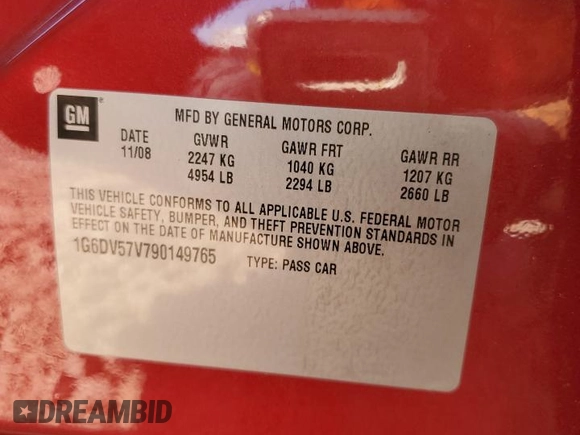 GM
MFD BY GENERAL MOTORS CORP.
DATE GVWR GAWR FRT GAWR RR
11/08 2247 KG 1040 KG 1207 KG
4954 LB 2294 LB 2660 LB
THIS VEHICLE CONFORMS TO ALL APPLICABLE U.S. FEDERAL MOTOR
VEHICLE SAFETY, BUMPER, AND THEFT PREVENTION STANDARDS IN
EFFECT ON THE DATE OF MANUFACTURE SHOWN ABOVE.
1G6DV57V790149765 TYPE: PASS CAR
DREAMBID